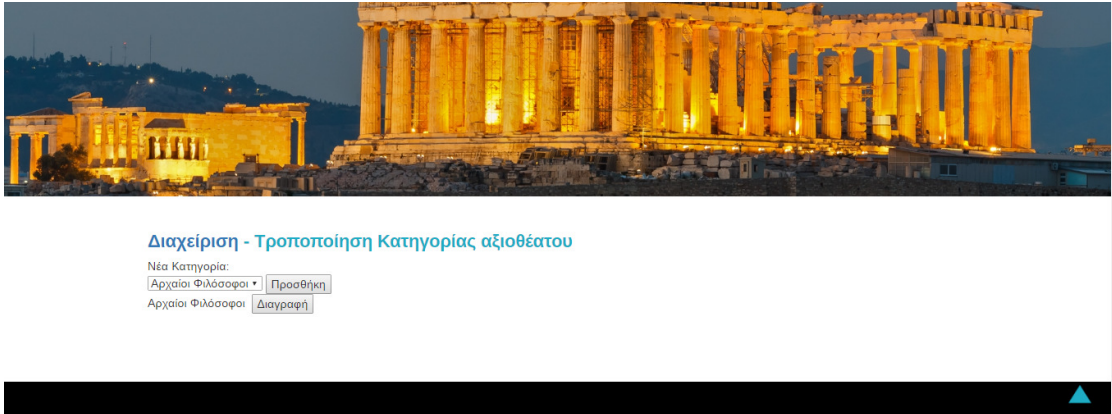 Διαχείριση - Τροποποίηση Κατηγορίας αξιοθέατου
Νέα Κατηγορία:
Αρχαίοι Φιλόσοφοι Προσθήκη
Αρχαίοι Φιλόσοφοι Διαγραφή